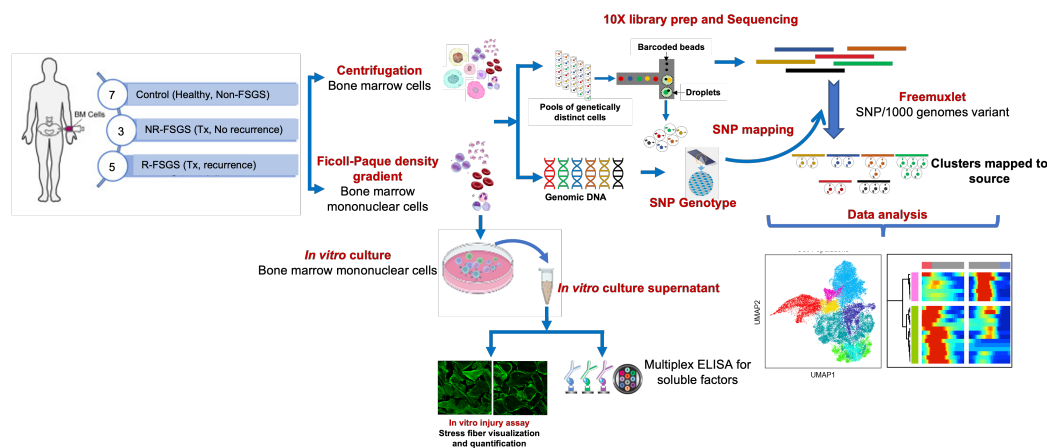 10X library prep and Sequencing
BM Cells
7
Control (Healthy, Non-FSGS)
3
NR-FSGS (Tx, No recurrence)
5
R-FSGS (Tx, recurrence)
Centrifugation
Bone marrow cells
Ficoll-Paque density
gradient
Bone marrow
mononuclear cells
Pools of genetically
distinct cells
Barcoded beads
Droplets
Genomic DNA
SNP Genotype
SNP mapping
Freemuxlet
SNP/1000 genomes variant
Clusters mapped to
source
Data analysis
UMAP2
UMAP1
In vitro culture
Bone marrow mononuclear cells
In vitro culture supernatant
Multiplex ELISA for
soluble factors
In vitro injury assay
Stress fiber visualization
and quantification